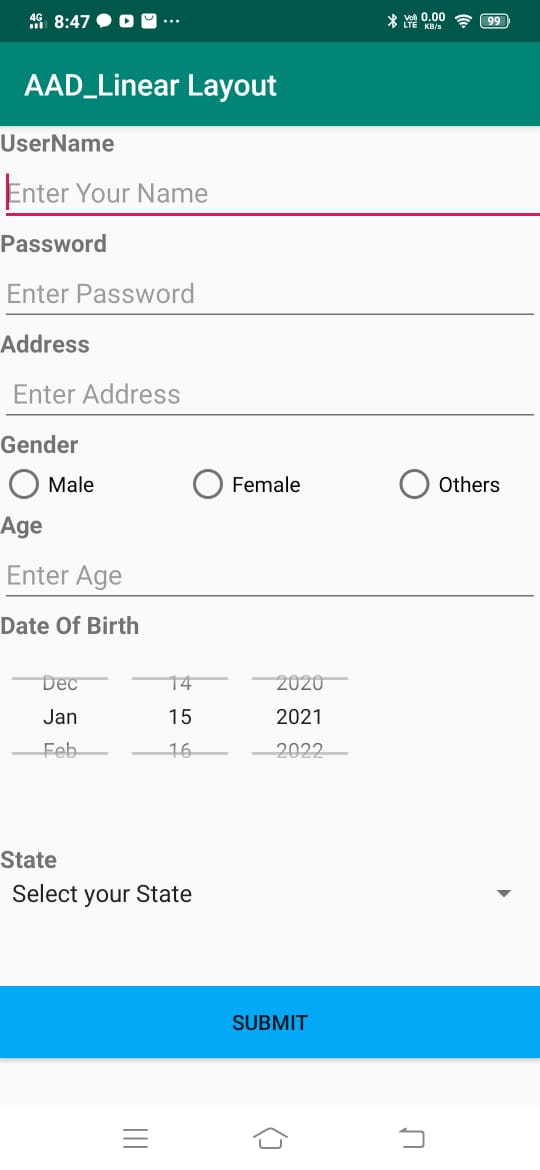 4G 8:47 Vo) LTE 0.00 KB/s 99
AAD_Linear Layout
UserName
Enter Your Name
Password
Enter Password
Address
Enter Address
Gender
Male Female Others
Age
Enter Age
Date Of Birth
Dec 14 2020
Jan 15 2021
Feb 16 2022
State
Select your State
SUBMIT